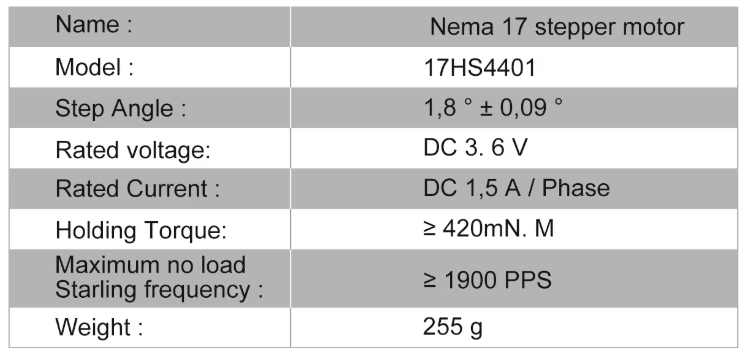 Name : Nema 17 stepper motor
Model : 17HS4401
Step Angle : 1,8 ° ± 0,09 °
Rated voltage: DC 3. 6 V
Rated Current : DC 1,5 A / Phase
Holding Torque: ≥ 420mN. M
Maximum no load
Starling frequency : ≥ 1900 PPS
Weight : 255 g